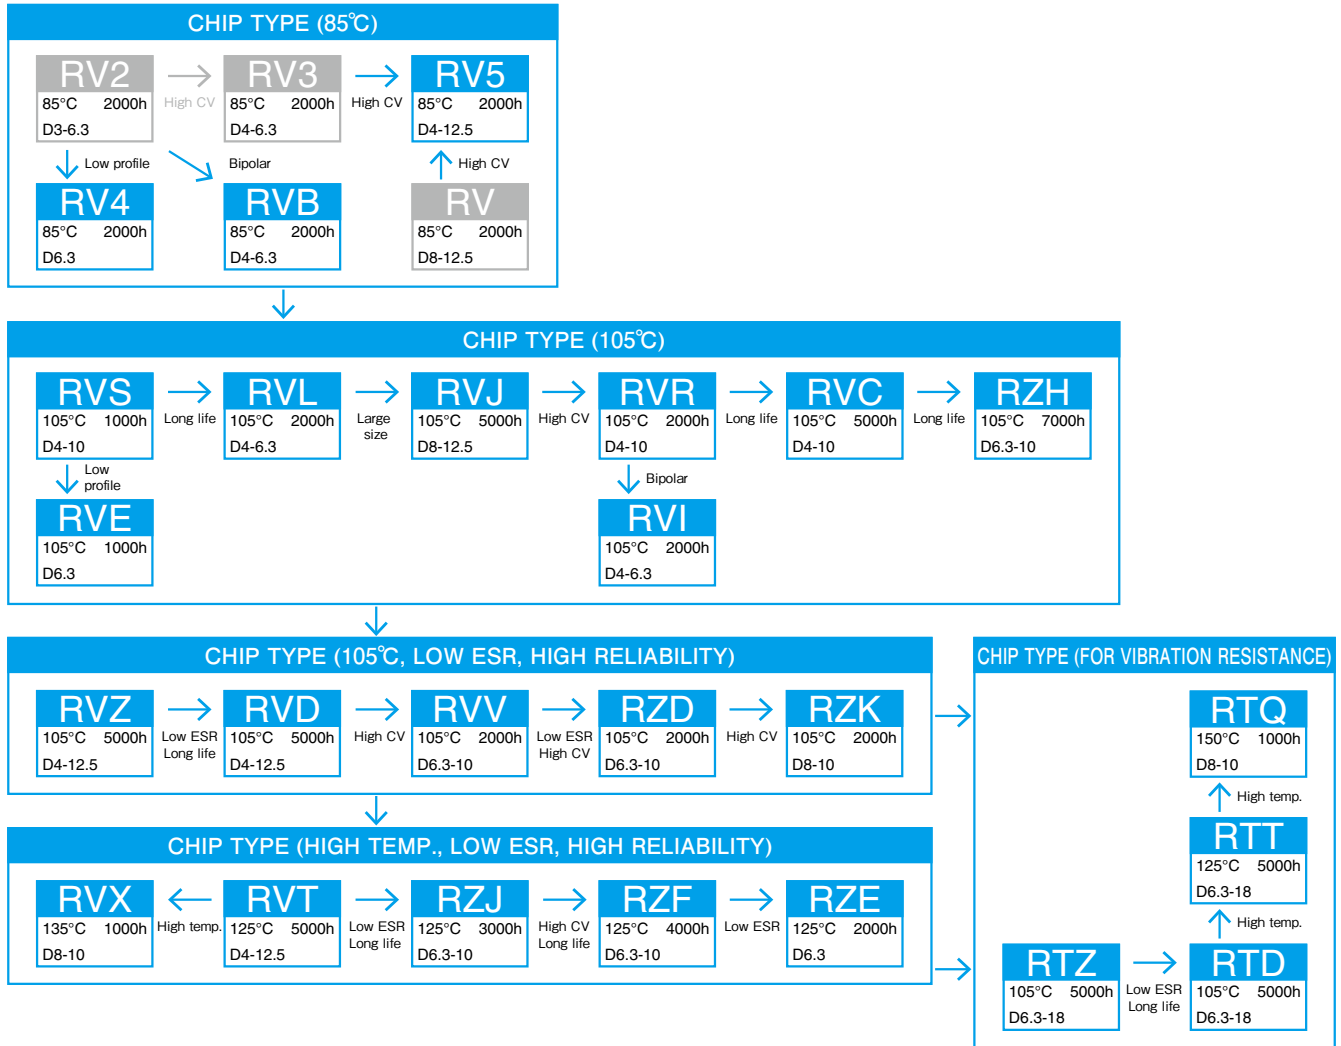 CHIP TYPE (85℃)
RV2
85°C 2000h
D3-6.3
High CV
RV3
85°C 2000h
D4-6.3
High CV
RV5
85°C 2000h
D4-12.5
Low profile
Bipolar
High CV
RV4
85°C 2000h
D6.3
RVB
85°C 2000h
D4-6.3
RV
85°C 2000h
D8-12.5
CHIP TYPE (105℃)
RVS
105°C 1000h
D4-10
Long life
RVL
105°C 2000h
D4-6.3
Large
size
RVJ
105°C 5000h
D8-12.5
High CV
RVR
105°C 2000h
D4-10
Long life
RVC
105°C 5000h
D4-10
Long life
RZH
105°C 7000h
D6.3-10
Low
profile
Bipolar
RVE
105°C 1000h
D6.3
RVI
105°C 2000h
D4-6.3
CHIP TYPE (105℃, LOW ESR, HIGH RELIABILITY)
RVZ
105°C 5000h
D4-12.5
Low ESR
Long life
RVD
105°C 5000h
D4-12.5
High CV
RVV
105°C 2000h
D6.3-10
Low ESR
High CV
RZD
105°C 2000h
D6.3-10
High CV
RZK
105°C 2000h
D8-10
CHIP TYPE (HIGH TEMP., LOW ESR, HIGH RELIABILITY)
RVX
135°C 1000h
D8-10
High temp.
RVT
125°C 5000h
D4-12.5
Low ESR
Long life
RZJ
125°C 3000h
D6.3-10
High CV
Long life
RZF
125°C 4000h
D6.3-10
Low ESR
RZE
125°C 2000h
D6.3
CHIP TYPE (FOR VIBRATION RESISTANCE)
RTQ
150°C 1000h
D8-10
High temp.
RTT
125°C 5000h
D6.3-18
High temp.
RTZ
105°C 5000h
D6.3-18
Low ESR
Long life
RTD
105°C 5000h
D6.3-18